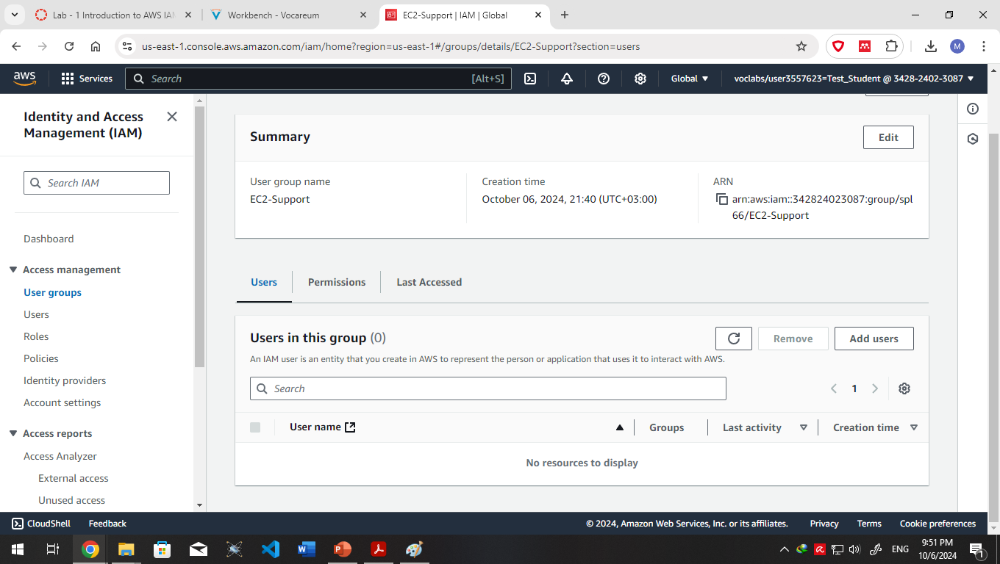 Lab - 1 Introduction to AWS IAM
Workbench - Vocareum
EC2-Support | IAM | Global
us-east-1.console.aws.amazon.com/iam/home?region=us-east-1#/groups/details/EC2-Support?section=users
M
aws
Services
Search
[Alt+S]
Global
voclabs/user3557623=Test_Student @ 3428-2402-3087
Identity and Access
Management (IAM)
Search IAM
Dashboard
Access management
User groups
Users
Roles
Policies
Identity providers
Account settings
Access reports
Access Analyzer
External access
Unused access
Summary
Edit
User group name
EC2-Support
Creation time
October 06, 2024, 21:40 (UTC+03:00)
ARN
arn:aws:iam::342824023087:group/spl
66/EC2-Support
Users
Permissions
Last Accessed
Users in this group (0)
Remove
Add users
An IAM user is an entity that you create in AWS to represent the person or application that uses it to interact with AWS.
Search
1
User name
Groups
Last activity
Creation time
No resources to display
CloudShell
Feedback
© 2024, Amazon Web Services, Inc. or its affiliates.
Privacy
Terms
Cookie preferences
ENG
9:51 PM
10/6/2024
1